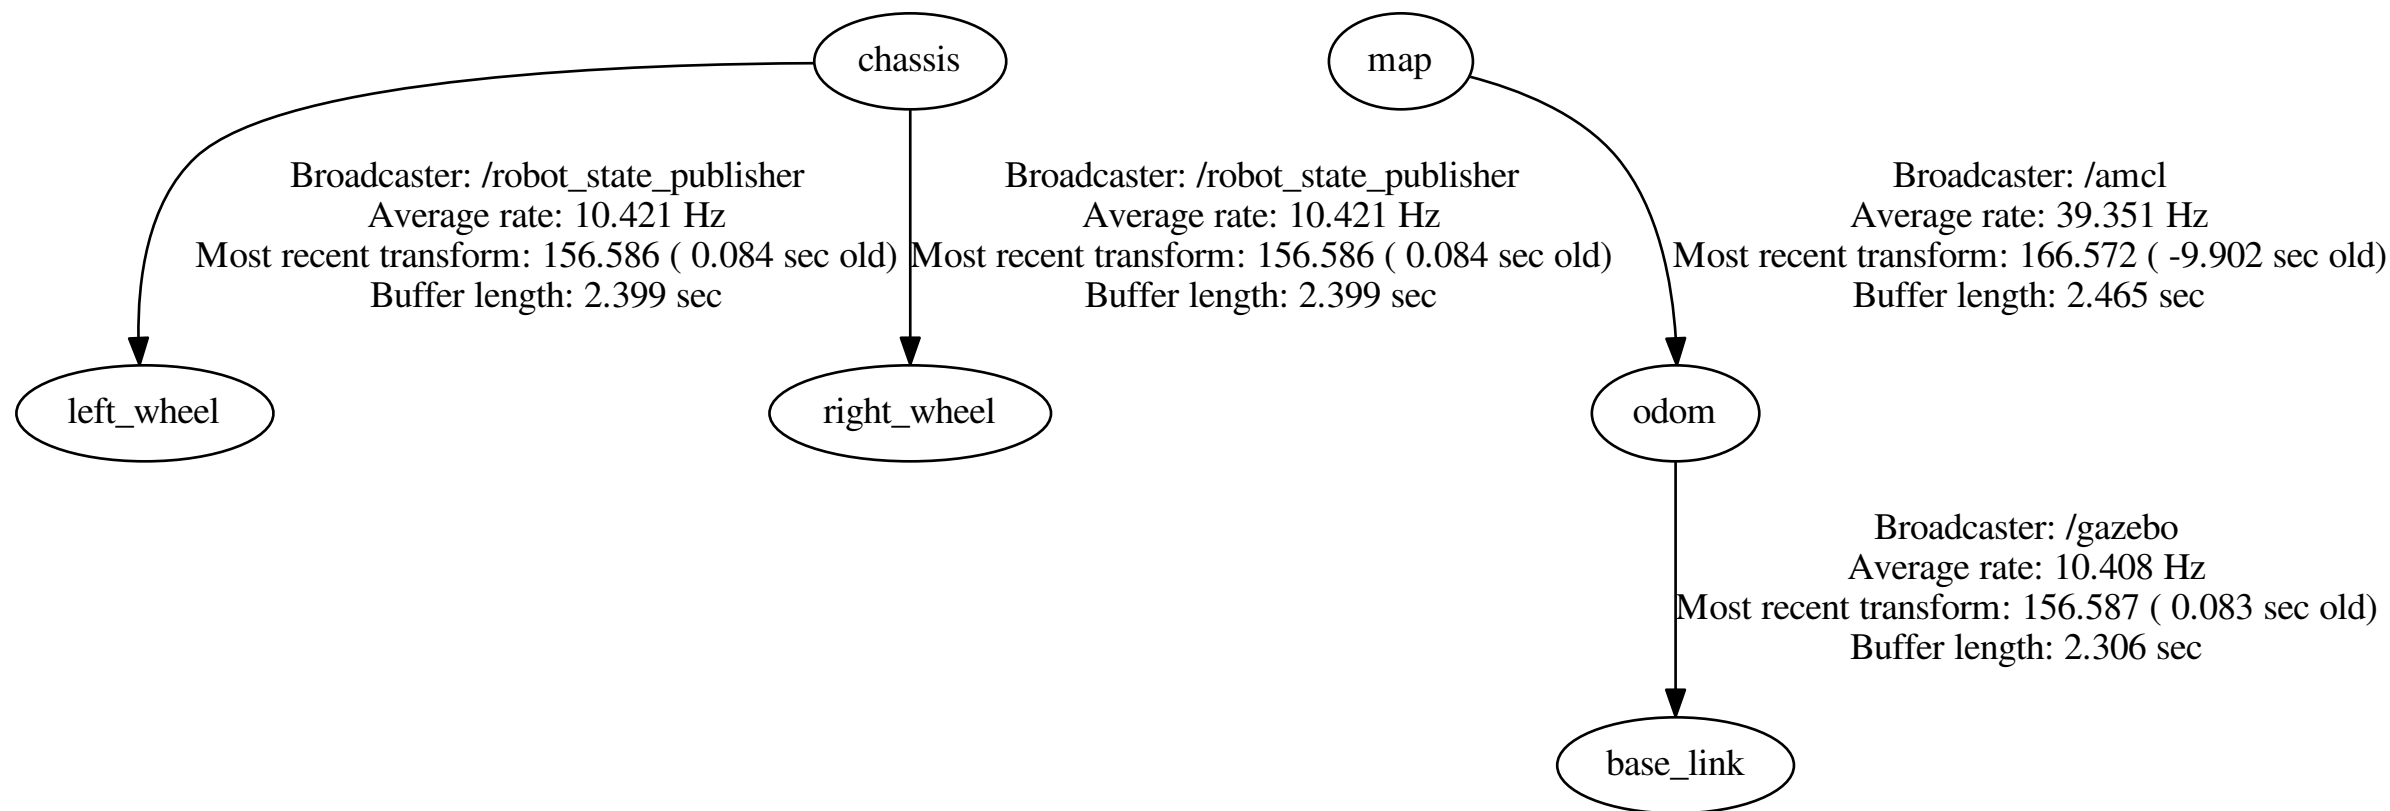 chassis
map
Broadcaster: /robot_state_publisher
Average rate: 10.421 Hz
Most recent transform: 156.586 ( 0.084 sec old)
Buffer length: 2.399 sec
Broadcaster: /robot_state_publisher
Average rate: 10.421 Hz
Most recent transform: 156.586 ( 0.084 sec old)
Buffer length: 2.399 sec
Broadcaster: /amcl
Average rate: 39.351 Hz
Most recent transform: 166.572 ( -9.902 sec old)
Buffer length: 2.465 sec
left_wheel
right_wheel
odom
Broadcaster: /gazebo
Average rate: 10.408 Hz
Most recent transform: 156.587 ( 0.083 sec old)
Buffer length: 2.306 sec
base_link